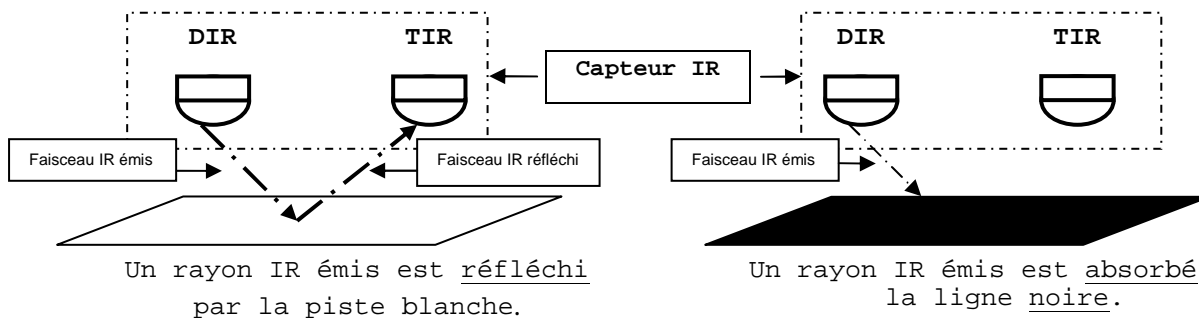 DIR TIR DIR TIR
Capteur IR
Faisceau IR émis Faisceau IR réfléchi Faisceau IR émis
Un rayon IR émis est réfléchi
par la piste blanche.
Un rayon IR émis est absorbé
la ligne noire.